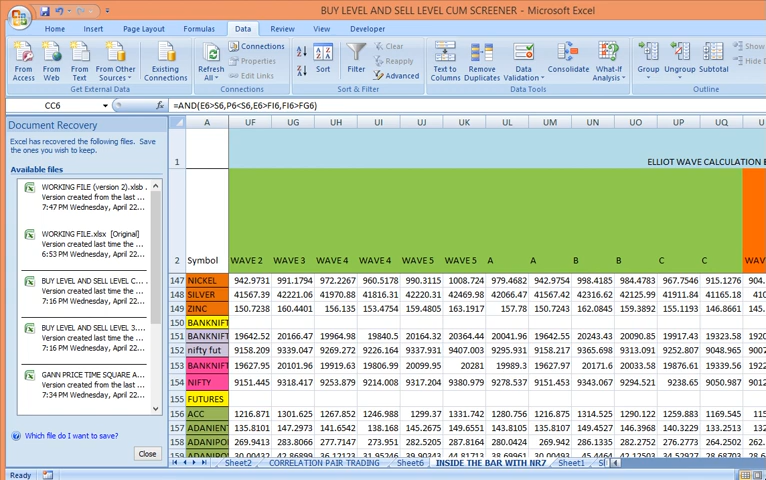 BUY LEVEL AND SELL LEVEL CUM SCREENER - Microsoft Excel
Home Insert Page Layout Formulas Data Review View Developer
From Access From Web From Text From Other Sources Existing Connections Refresh All Connections Properties Edit Links Sort Filter Clear Reapply Advanced Text to Columns Remove Duplicates Data Validation Consolidate What-If Analysis Group Ungroup Subtotal Show Hide D
Get External Data Connections Sort & Filter Data Tools Outline
CC6 fx =AND(E6>S6,P6<S6,E6>FI6,FI6>FG6)
Document Recovery
Excel has recovered the following files. Save the ones you wish to keep.
Available files
WORKING FILE (version 2).xlsb ...
Version created from the last ...
7:47 PM Wednesday, April 22...
WORKING FILE.xlsx [Original]
Version created last time the ...
6:53 PM Wednesday, April 22...
BUY LEVEL AND SELL LEVEL C...
Version created last time the ...
7:16 PM Wednesday, April 22...
BUY LEVEL AND SELL LEVEL 3....
Version created last time the ...
7:16 PM Wednesday, April 22...
GANN PRICE TIME SQUARE A...
Version created from the last ...
7:34 PM Wednesday, April 22...
Which file do I want to save?
Close
A UF UG UH UI UJ UK UL UM UN UO UP UQ
1 ELLIOT WAVE CALCULATION
2 Symbol WAVE 2 WAVE 3 WAVE 4 WAVE 4 WAVE 5 WAVE 5 A A B B C C WAV
147 NICKEL 942.9731 991.1794 972.2267 960.5178 990.3115 1008.724 979.4682 942.9754 998.4185 984.4783 967.7546 915.1276 904.
148 SILVER 41567.39 42221.06 41970.88 41816.31 42220.31 42469.98 42066.47 41567.42 42316.62 42125.99 41911.84 41165.18
149 ZINC 150.7238 160.4401 156.135 153.4754 159.4805 163.1917 157.78 150.7243 162.0845 159.3892 155.1193 146.8661 145.
150 BANKNIFT
151 BANKNIFT 19642.52 20166.47 19964.98 19840.5 20164.32 20364.44 20041.96 19642.55 20243.43 20090.85 19917.43 19323.58
152 nifty fut 9158.209 9339.047 9269.272 9226.164 9337.931 9407.003 9295.931 9158.217 9365.698 9313.091 9252.807 9048.965
153 BANKNIFT 19627.95 20101.96 19919.63 19806.99 20099.95 20281 19989.3 19627.97 20171.6 20033.58 19876.61 19339.56
154 NIFTY 9151.445 9318.417 9253.879 9214.008 9317.204 9380.979 9278.537 9151.453 9343.067 9294.521 9238.65 9050.987
155 FUTURES
156 ACC 1216.871 1301.625 1267.852 1246.988 1299.37 1331.742 1280.756 1216.875 1314.525 1290.122 1259.883 1169.545
157 ADANIENT 135.8101 147.2973 141.6542 138.168 145.2675 149.6551 143.8105 135.8107 149.4527 146.3968 140.1229 133.2513
158 ADANIPOI 269.9413 283.8066 277.7147 273.951 282.5205 287.8164 280.0424 269.942 286.1335 282.2752 276.2273 264.252
159
Sheet2 CORRELATION PAIR TRADING Sheet6 INSIDE THE BAR WITH NR7 Sheet1
Ready